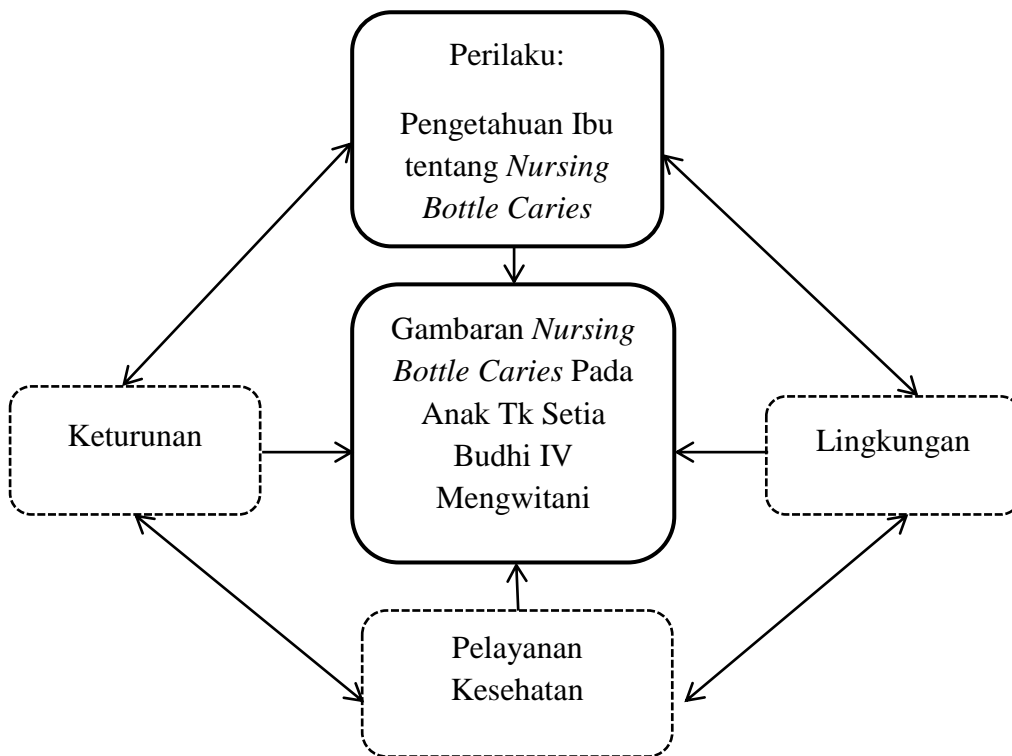 Perilaku:
Pengetahuan Ibu
tentang Nursing
Bottle Caries
Gambaran Nursing
Bottle Caries Pada
Anak Tk Setia
Budhi IV
Mengwitani
Keturunan
Lingkungan
Pelayanan
Kesehatan